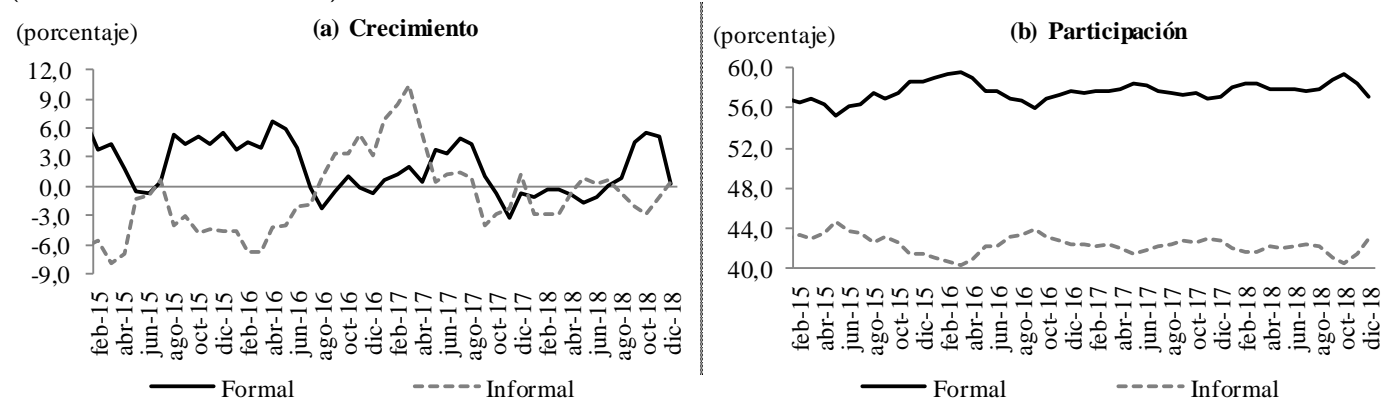 (a) Crecimiento
(porcentaje)
12,0
9,0
6,0
3,0
0,0
-3,0
-6,0
-9,0
feb-15
abr-15
jun-15
ago-15
oct-15
dic-15
feb-16
abr-16
jun-16
ago-16
oct-16
dic-16
feb-17
abr-17
jun-17
ago-17
oct-17
dic-17
feb-18
abr-18
jun-18
ago-18
oct-18
dic-18
Formal
Informal
(b) Participación
(porcentaje)
60,0
56,0
52,0
48,0
44,0
40,0
feb-15
abr-15
jun-15
ago-15
oct-15
dic-15
feb-16
abr-16
jun-16
ago-16
oct-16
dic-16
feb-17
abr-17
jun-17
ago-17
oct-17
dic-17
feb-18
abr-18
jun-18
ago-18
oct-18
dic-18
Formal
Informal